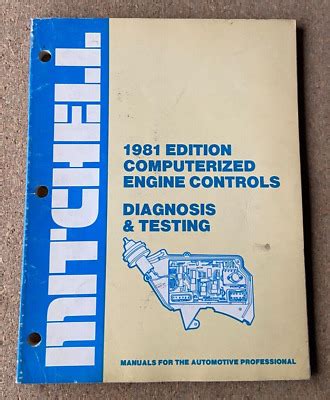 MITCHELL
1981 EDITION
COMPUTERIZED
ENGINE CONTROLS
DIAGNOSIS
& TESTING
MANUALS FOR THE AUTOMOTIVE PROFESSIONAL